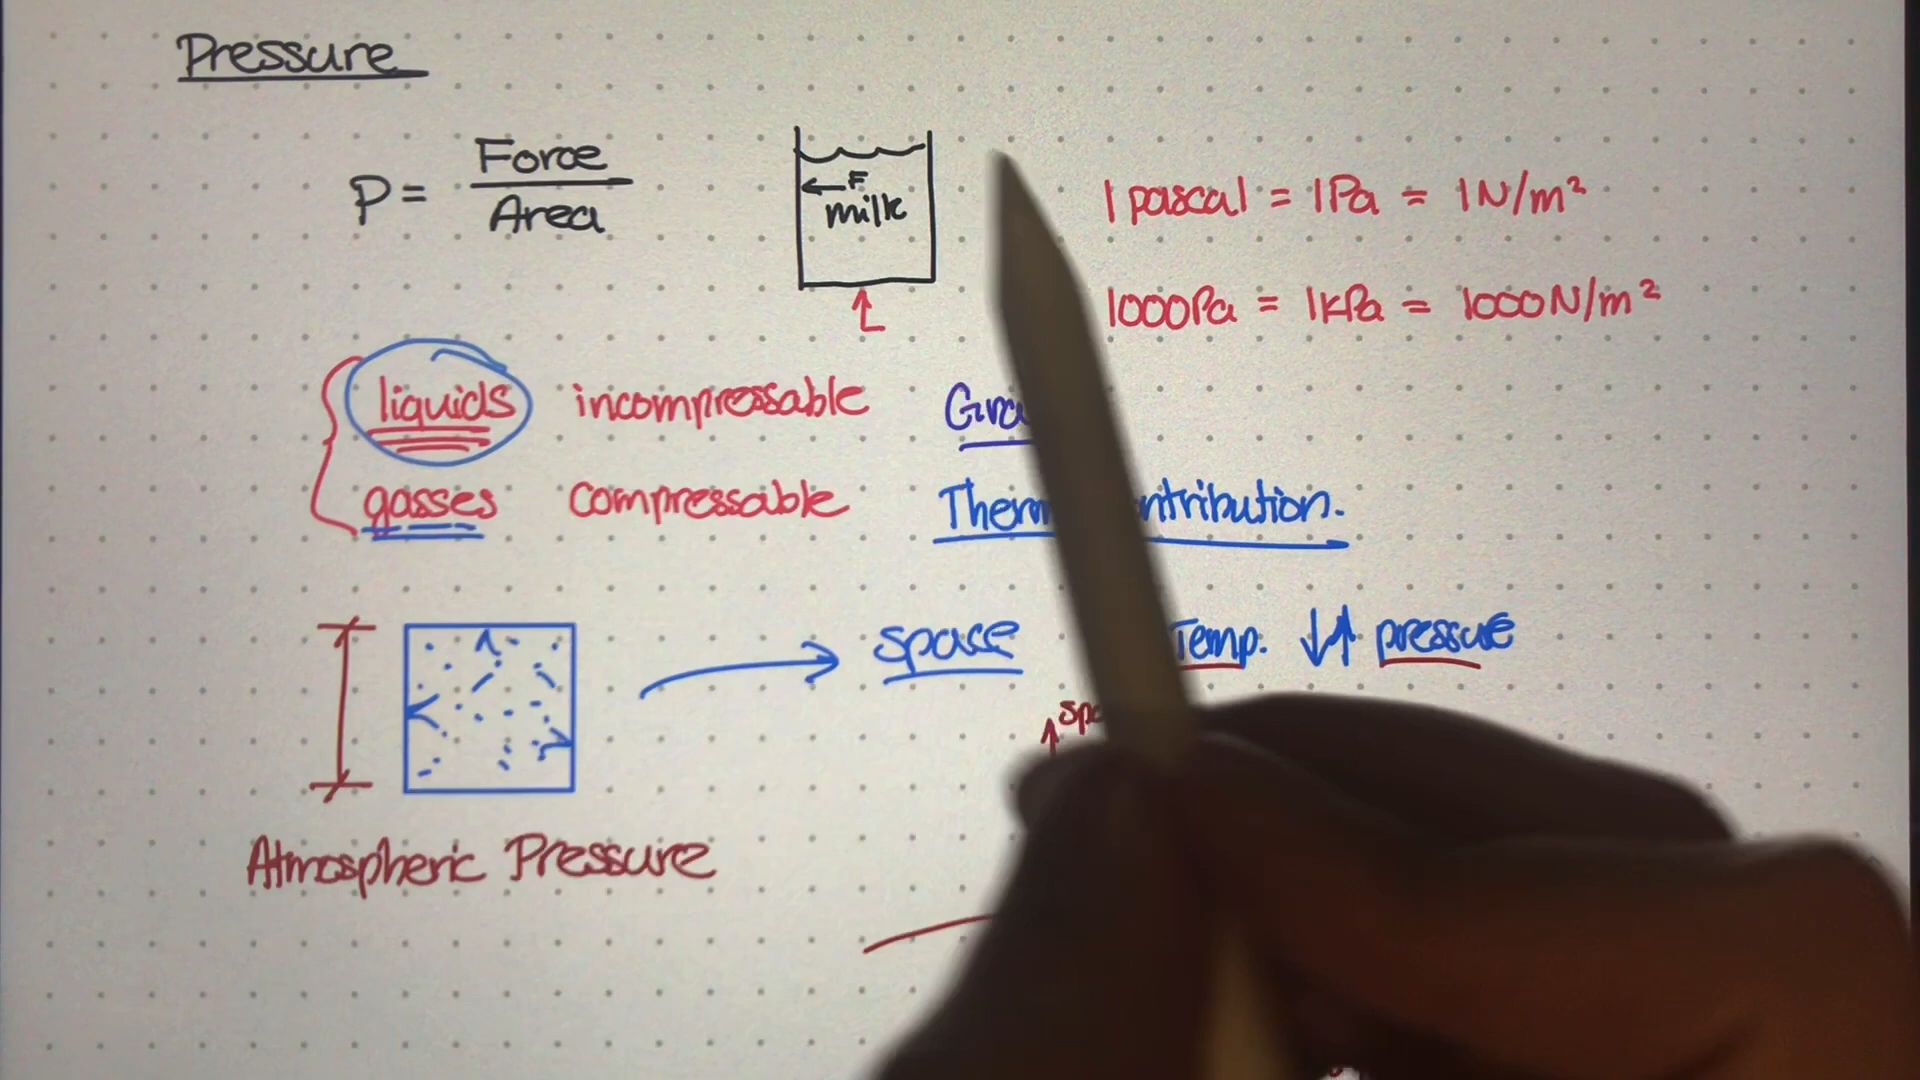 Pressure
P = Force
Area
F
milk
1 pascal = 1Pa = 1N/m²
1000Pa = 1kPa = 1000N/m²
liquids incompressable
gasses compressable
space Temp. ↓↑ pressure
Atmospheric Pressure